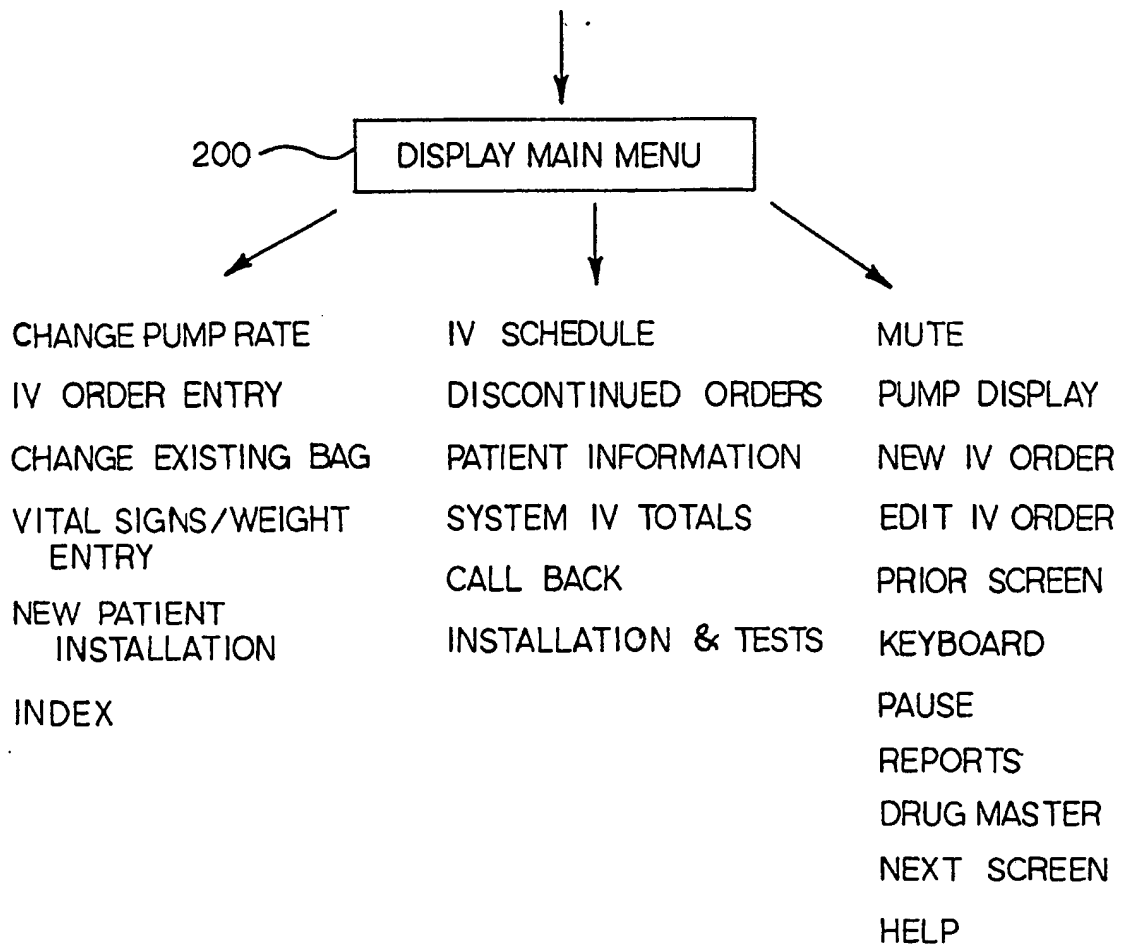 200
DISPLAY MAIN MENU
CHANGE PUMP RATE
IV ORDER ENTRY
CHANGE EXISTING BAG
VITAL SIGNS/WEIGHT
ENTRY
NEW PATIENT
INSTALLATION
INDEX
IV SCHEDULE
DISCONTINUED ORDERS
PATIENT INFORMATION
SYSTEM IV TOTALS
CALL BACK
INSTALLATION & TESTS
MUTE
PUMP DISPLAY
NEW IV ORDER
EDIT IV ORDER
PRIOR SCREEN
KEYBOARD
PAUSE
REPORTS
DRUG MASTER
NEXT SCREEN
HELP